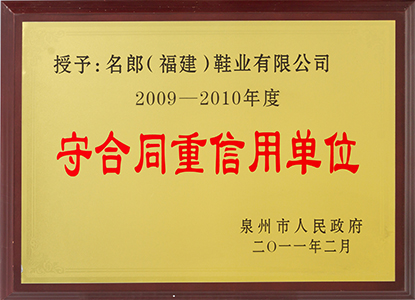 授予:名郎(福建)鞋业有限公司
2009—2010年度
守合同重信用单位
泉州市人民政府
二〇一一年二月